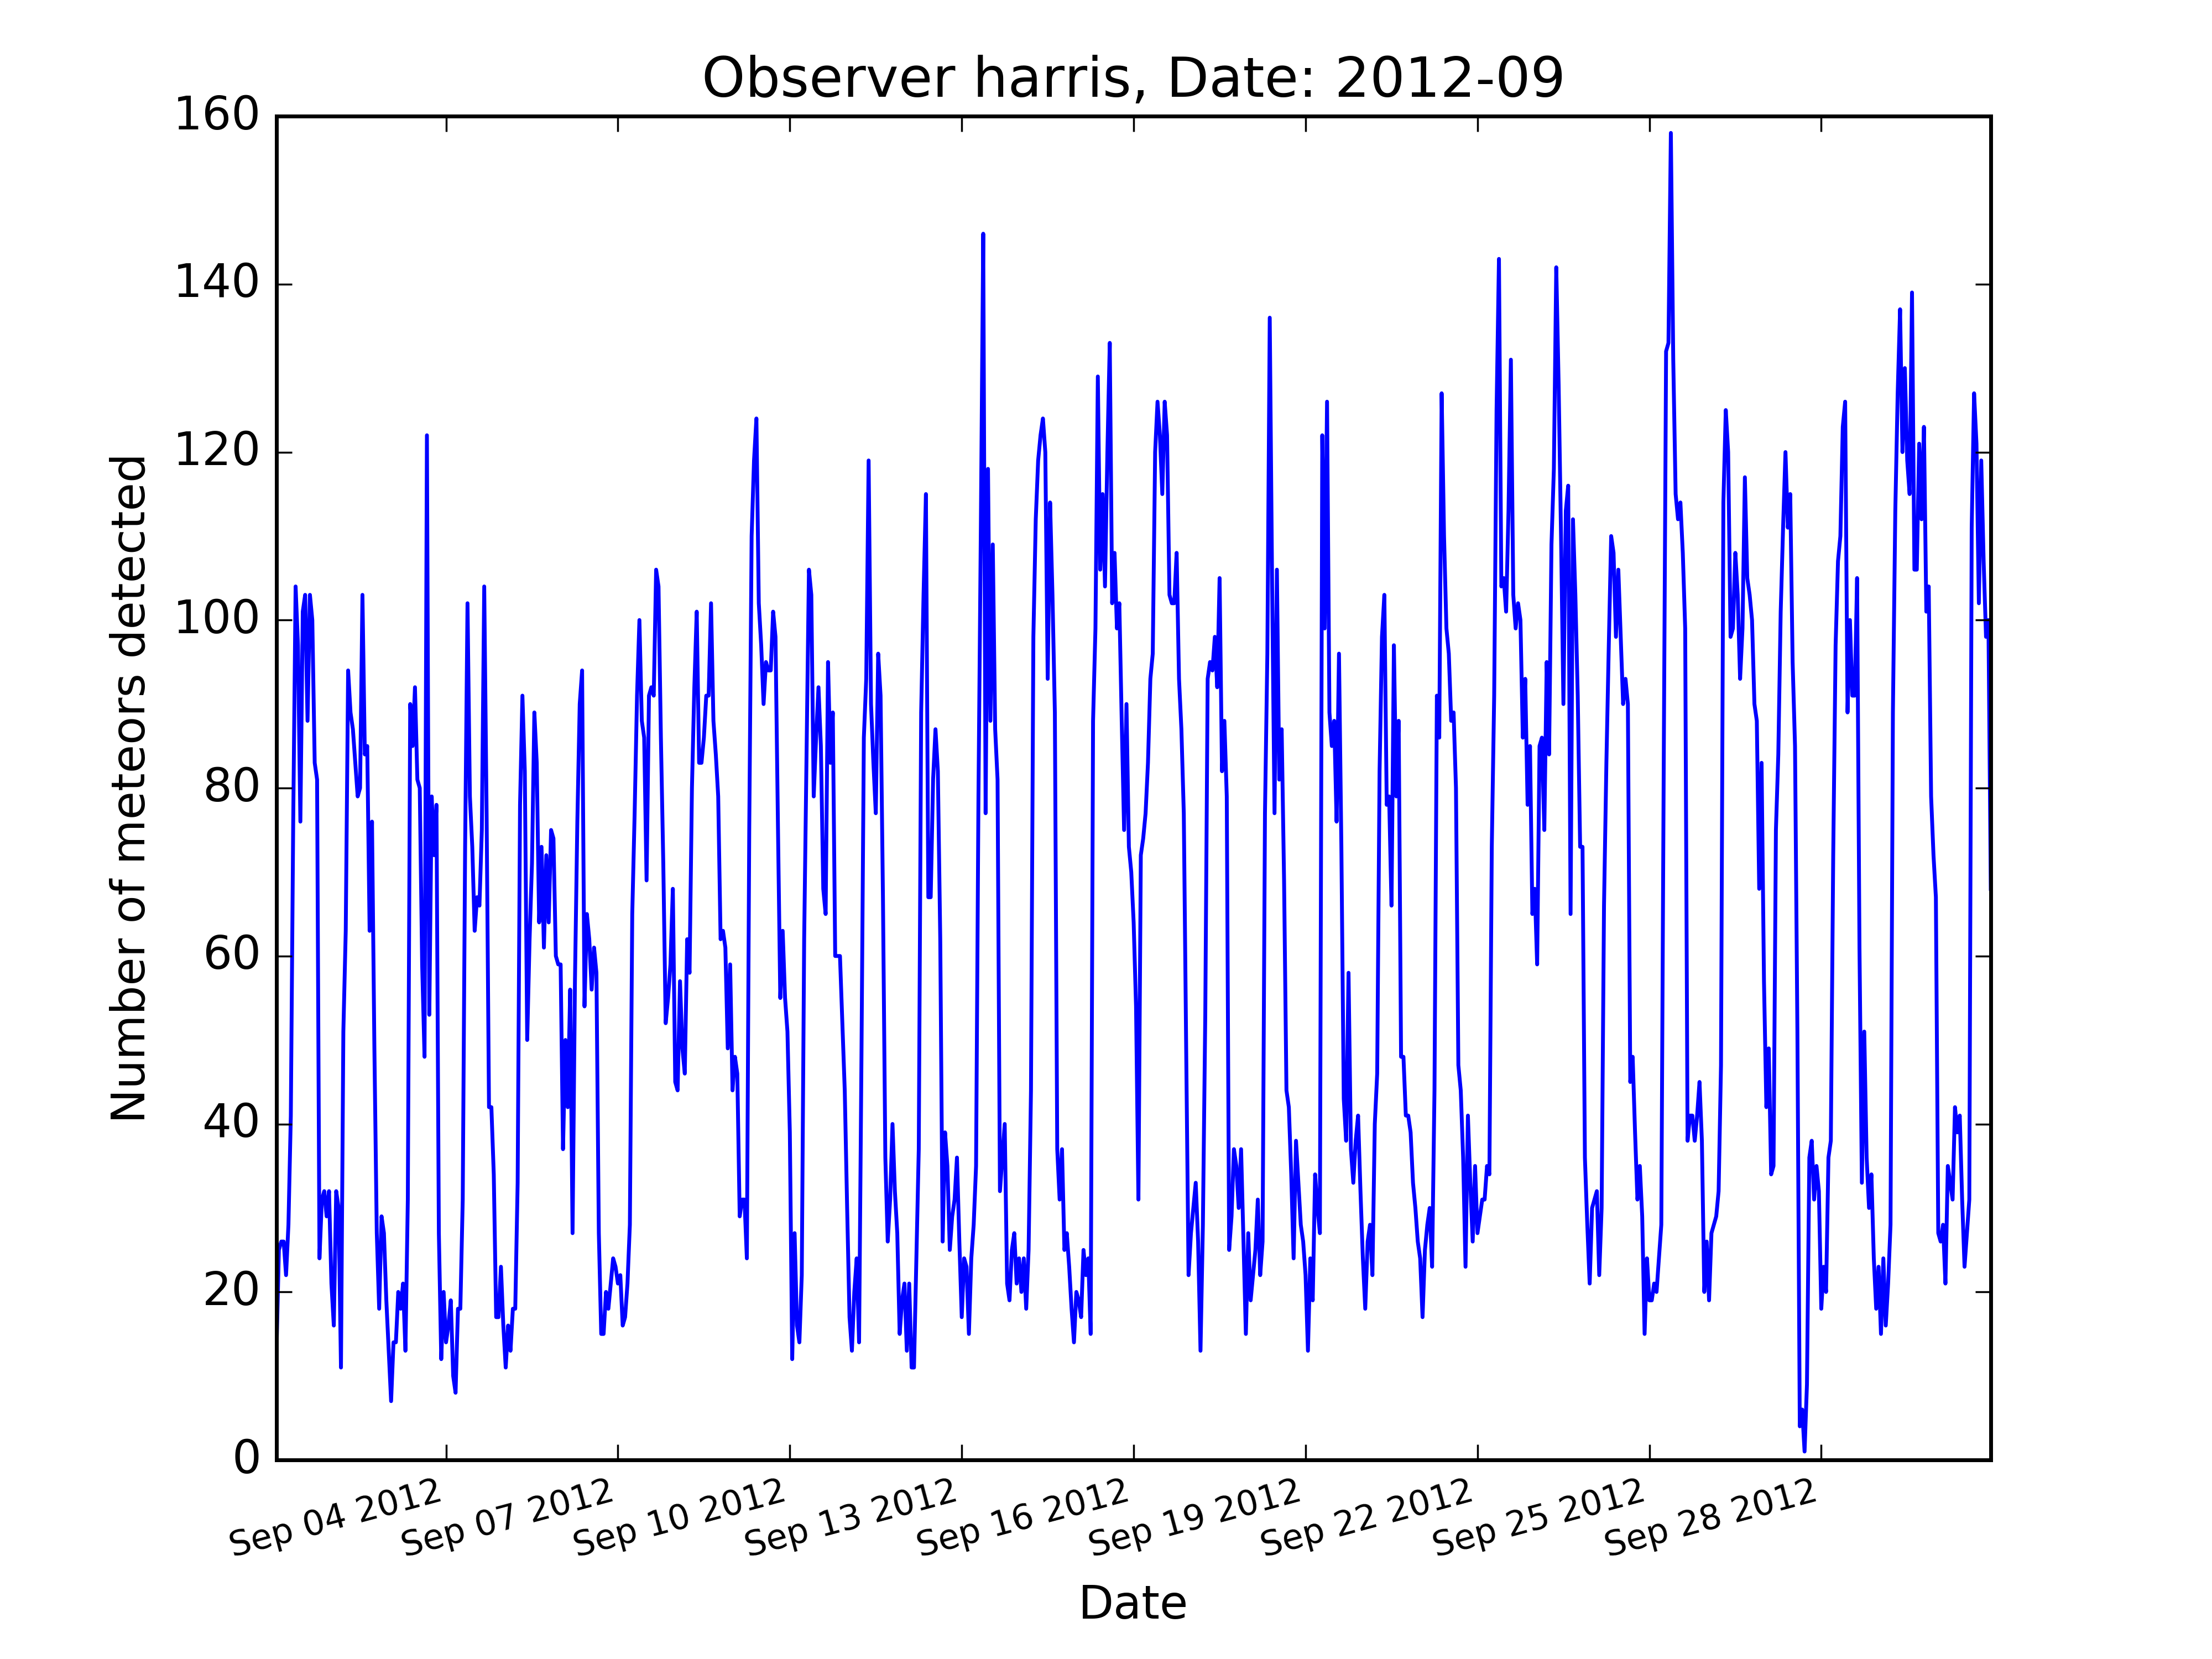 Observer harris, Date: 2012-09
Number of meteors detected
160
140
120
100
80
60
40
20
0
Sep 04 2012
Sep 07 2012
Sep 10 2012
Sep 13 2012
Sep 16 2012
Sep 19 2012
Sep 22 2012
Sep 25 2012
Sep 28 2012
Date